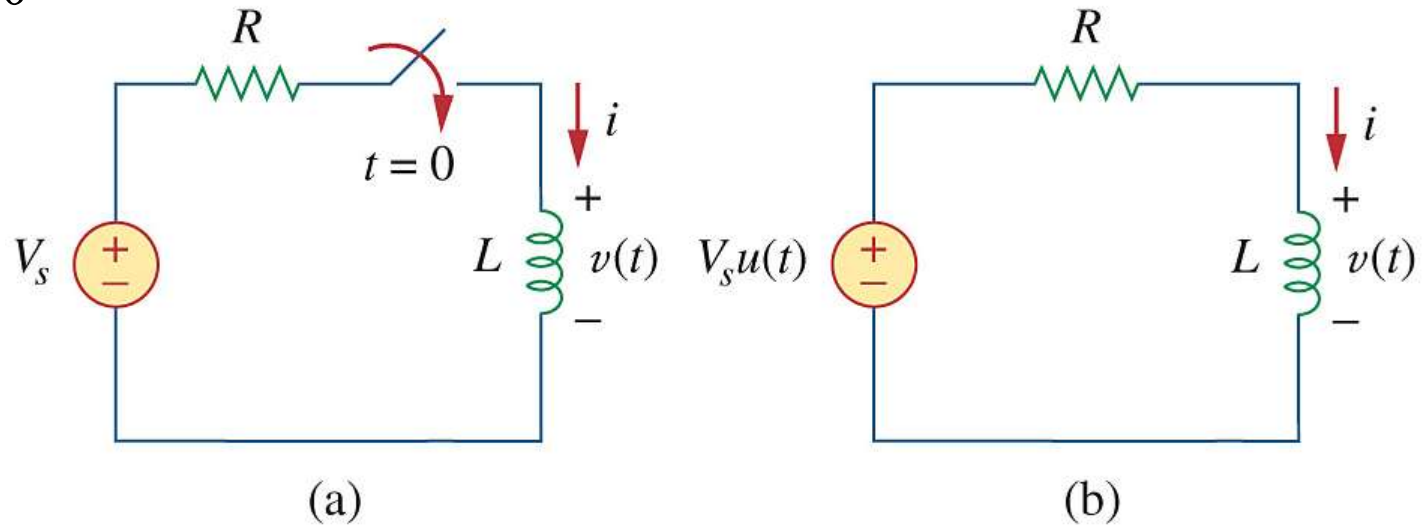 R
t = 0
i
+
V_s
+
−
L
v(t)
−
(a)
R
i
+
V_s u(t)
+
−
L
v(t)
−
(b)